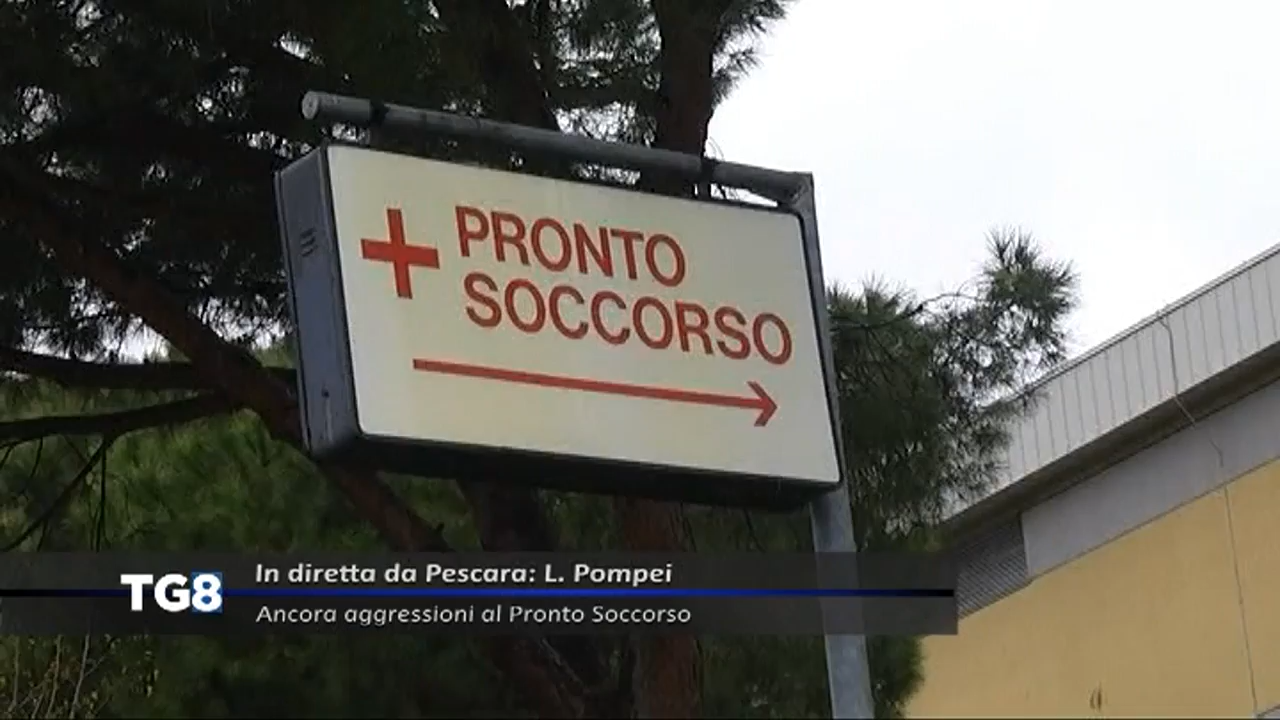 PRONTO
SOCCORSO
TG8
In diretta da Pescara: L. Pompei
Ancora aggressioni al Pronto Soccorso